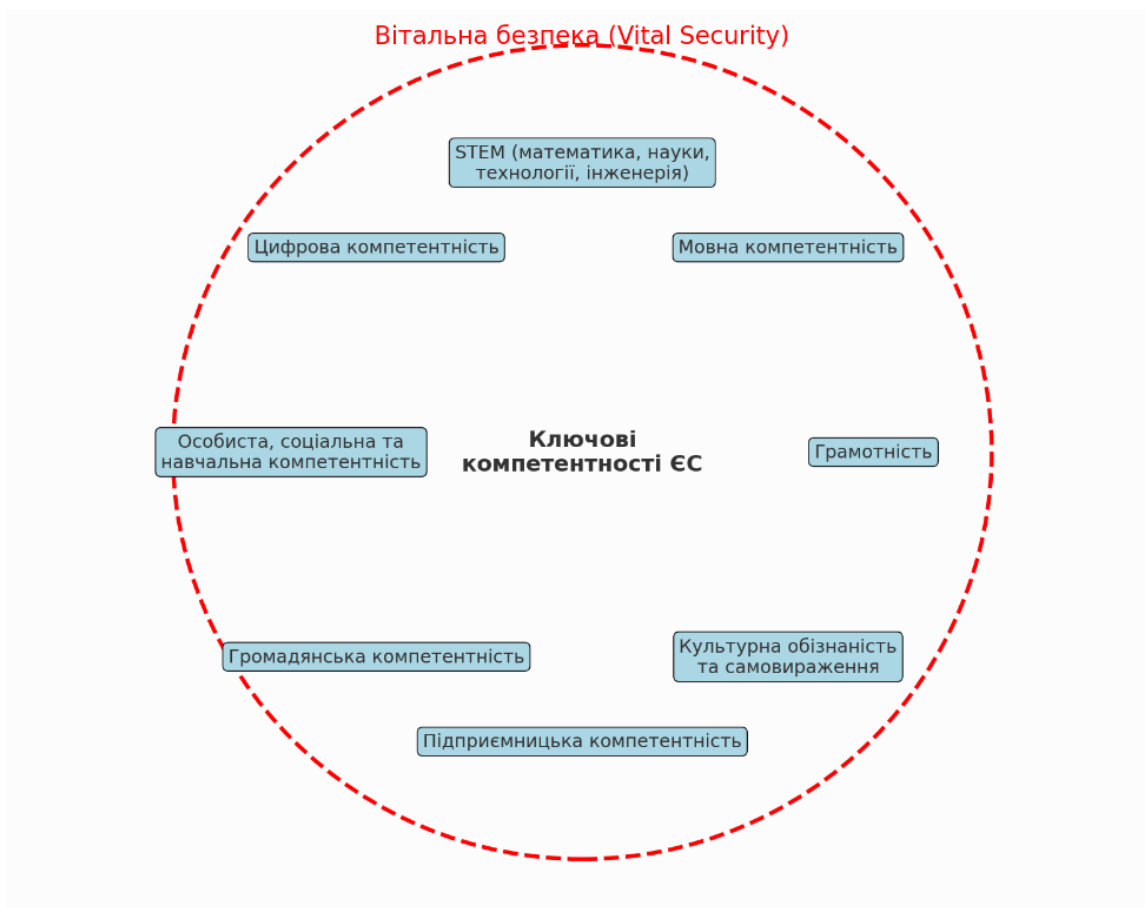 Вітальна безпека (Vital Security)
STEM (математика, науки,
технології, інженерія)
Цифрова компетентність
Мовна компетентність
Особиста, соціальна та
навчальна компетентність
Ключові
компетентності ЄС
Грамотність
Громадянська компетентність
Культурна обізнаність
та самовираження
Підприємницька компетентність